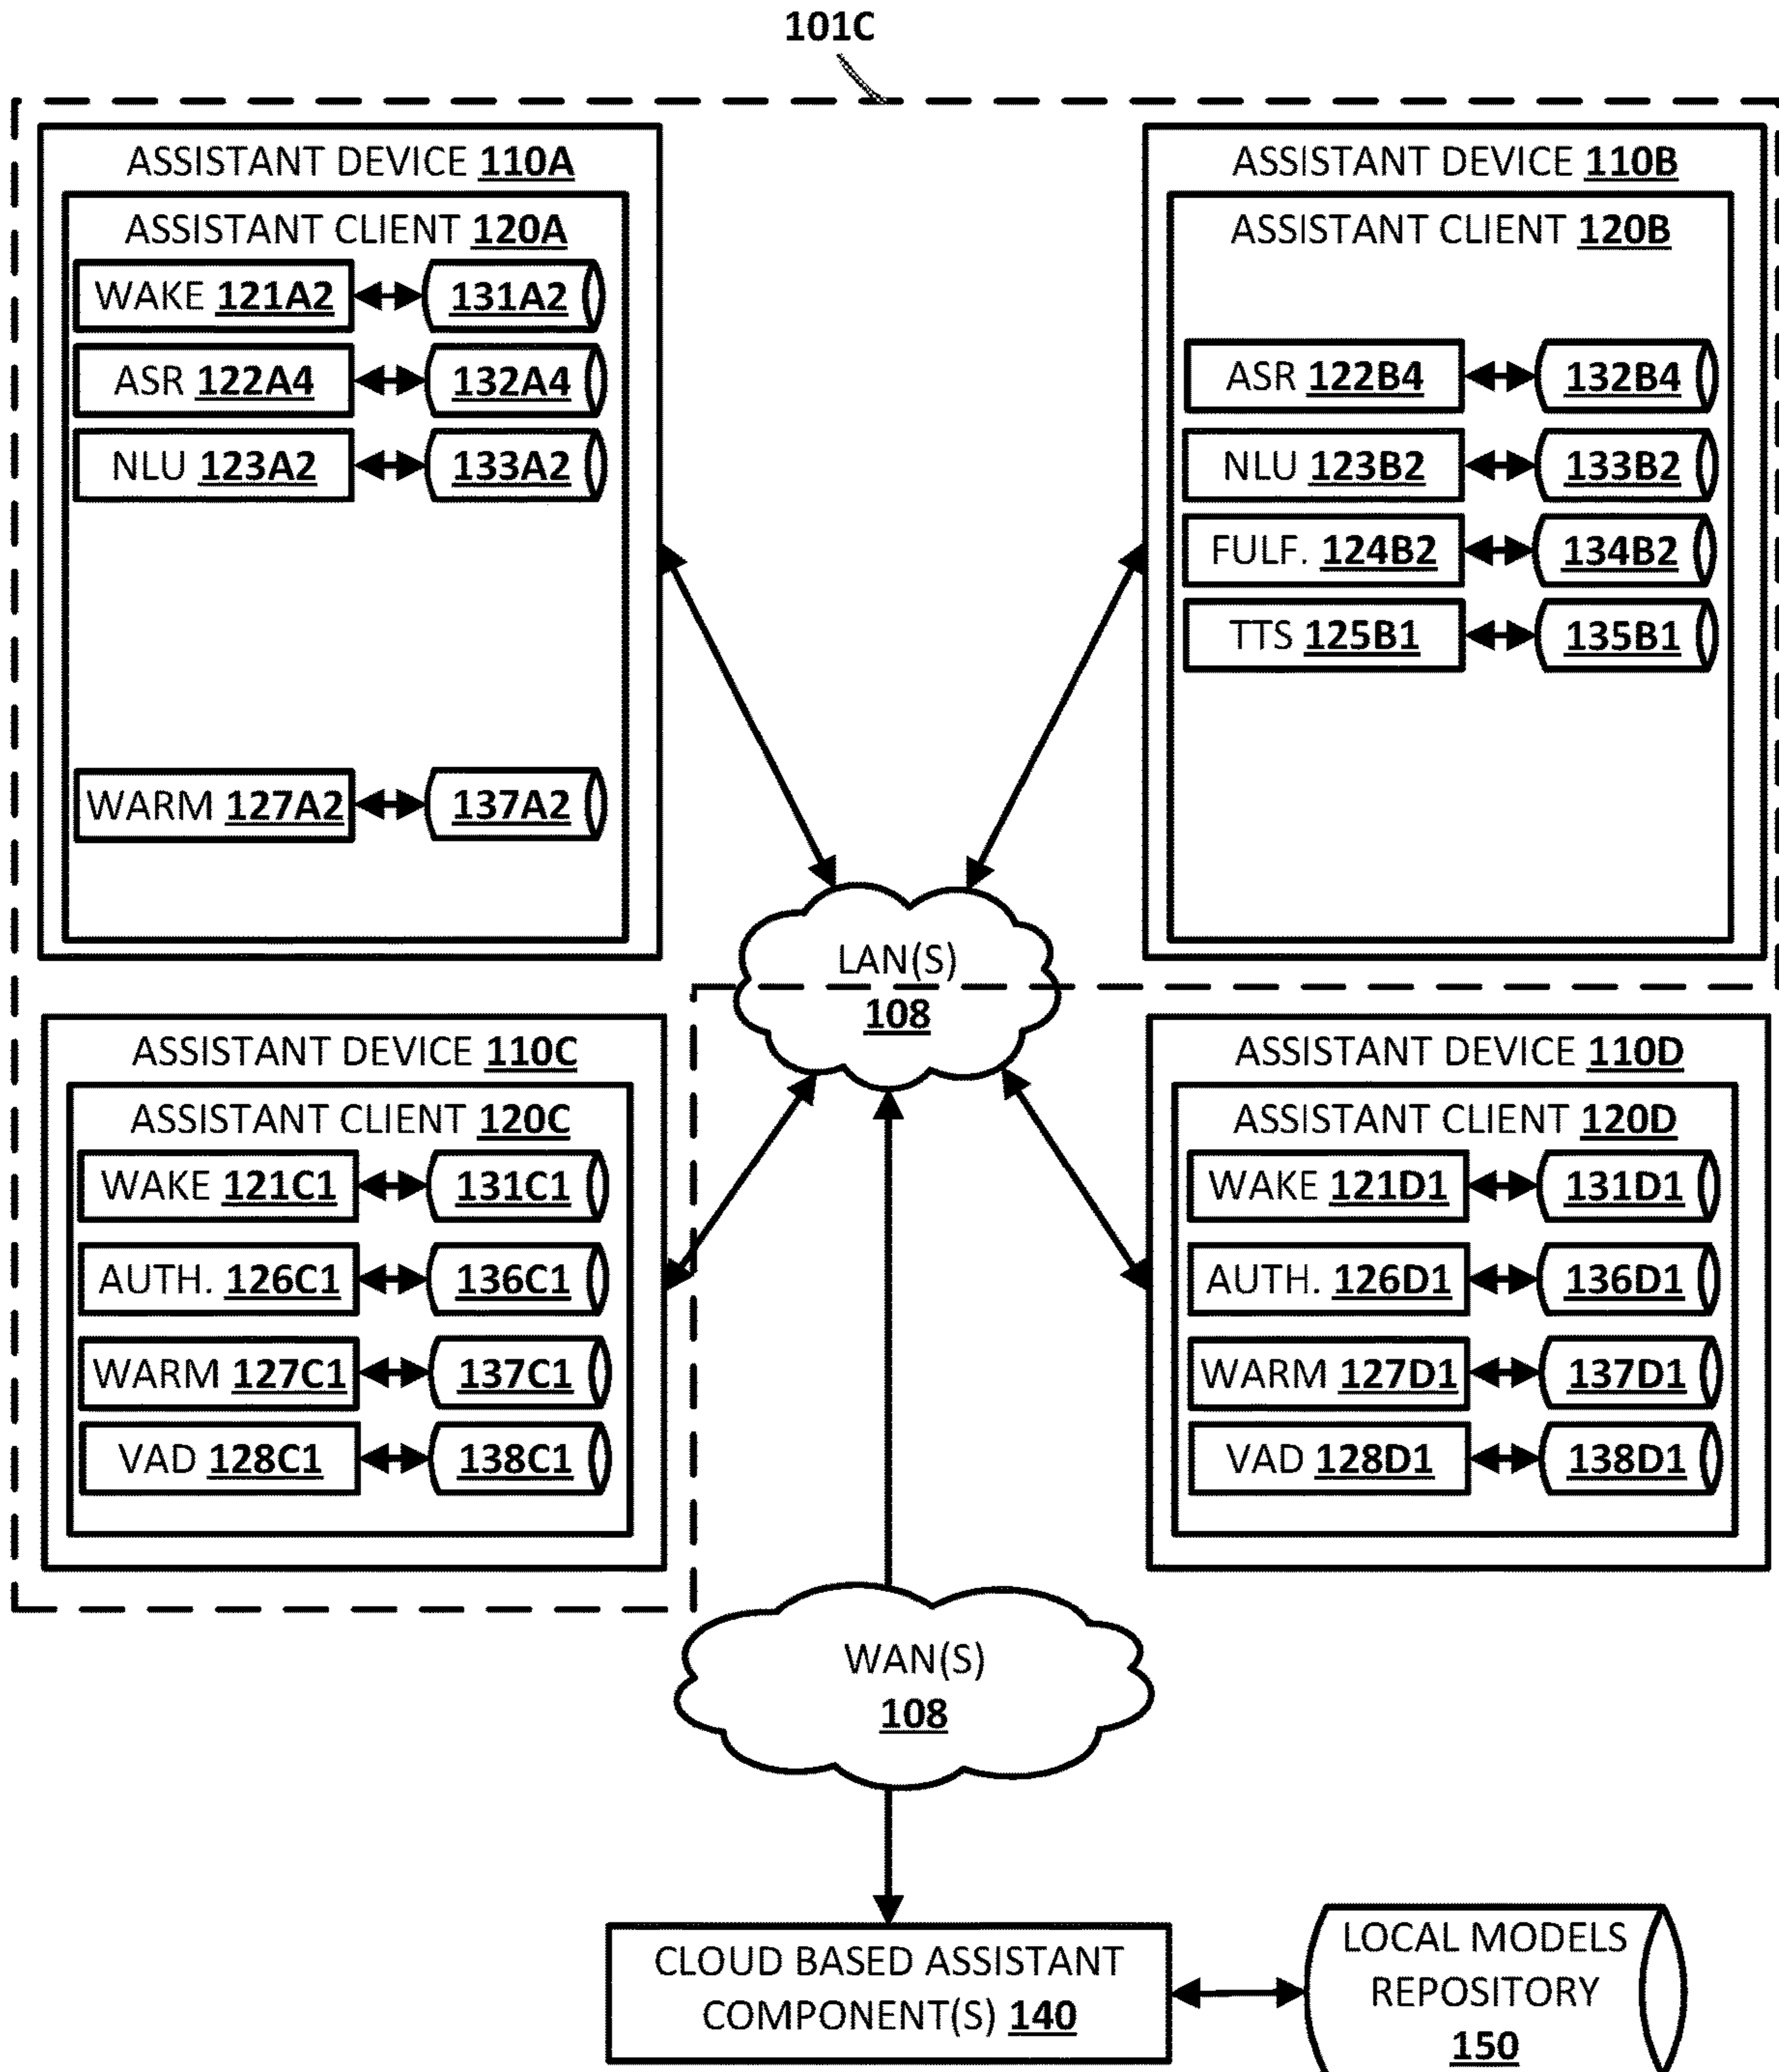 101C
ASSISTANT DEVICE 110A
ASSISTANT CLIENT 120A
WAKE 121A2
131A2
ASR 122A4
132A4
NLU 123A2
133A2
WARM 127A2
137A2
ASSISTANT DEVICE 110B
ASSISTANT CLIENT 120B
ASR 122B4
132B4
NLU 123B2
133B2
FULF. 124B2
134B2
TTS 125B1
135B1
LAN(S)
108
ASSISTANT DEVICE 110C
ASSISTANT CLIENT 120C
WAKE 121C1
131C1
AUTH. 126C1
136C1
WARM 127C1
137C1
VAD 128C1
138C1
ASSISTANT DEVICE 110D
ASSISTANT CLIENT 120D
WAKE 121D1
131D1
AUTH. 126D1
136D1
WARM 127D1
137D1
VAD 128D1
138D1
WAN(S)
108
CLOUD BASED ASSISTANT
COMPONENT(S) 140
LOCAL MODELS
REPOSITORY
150